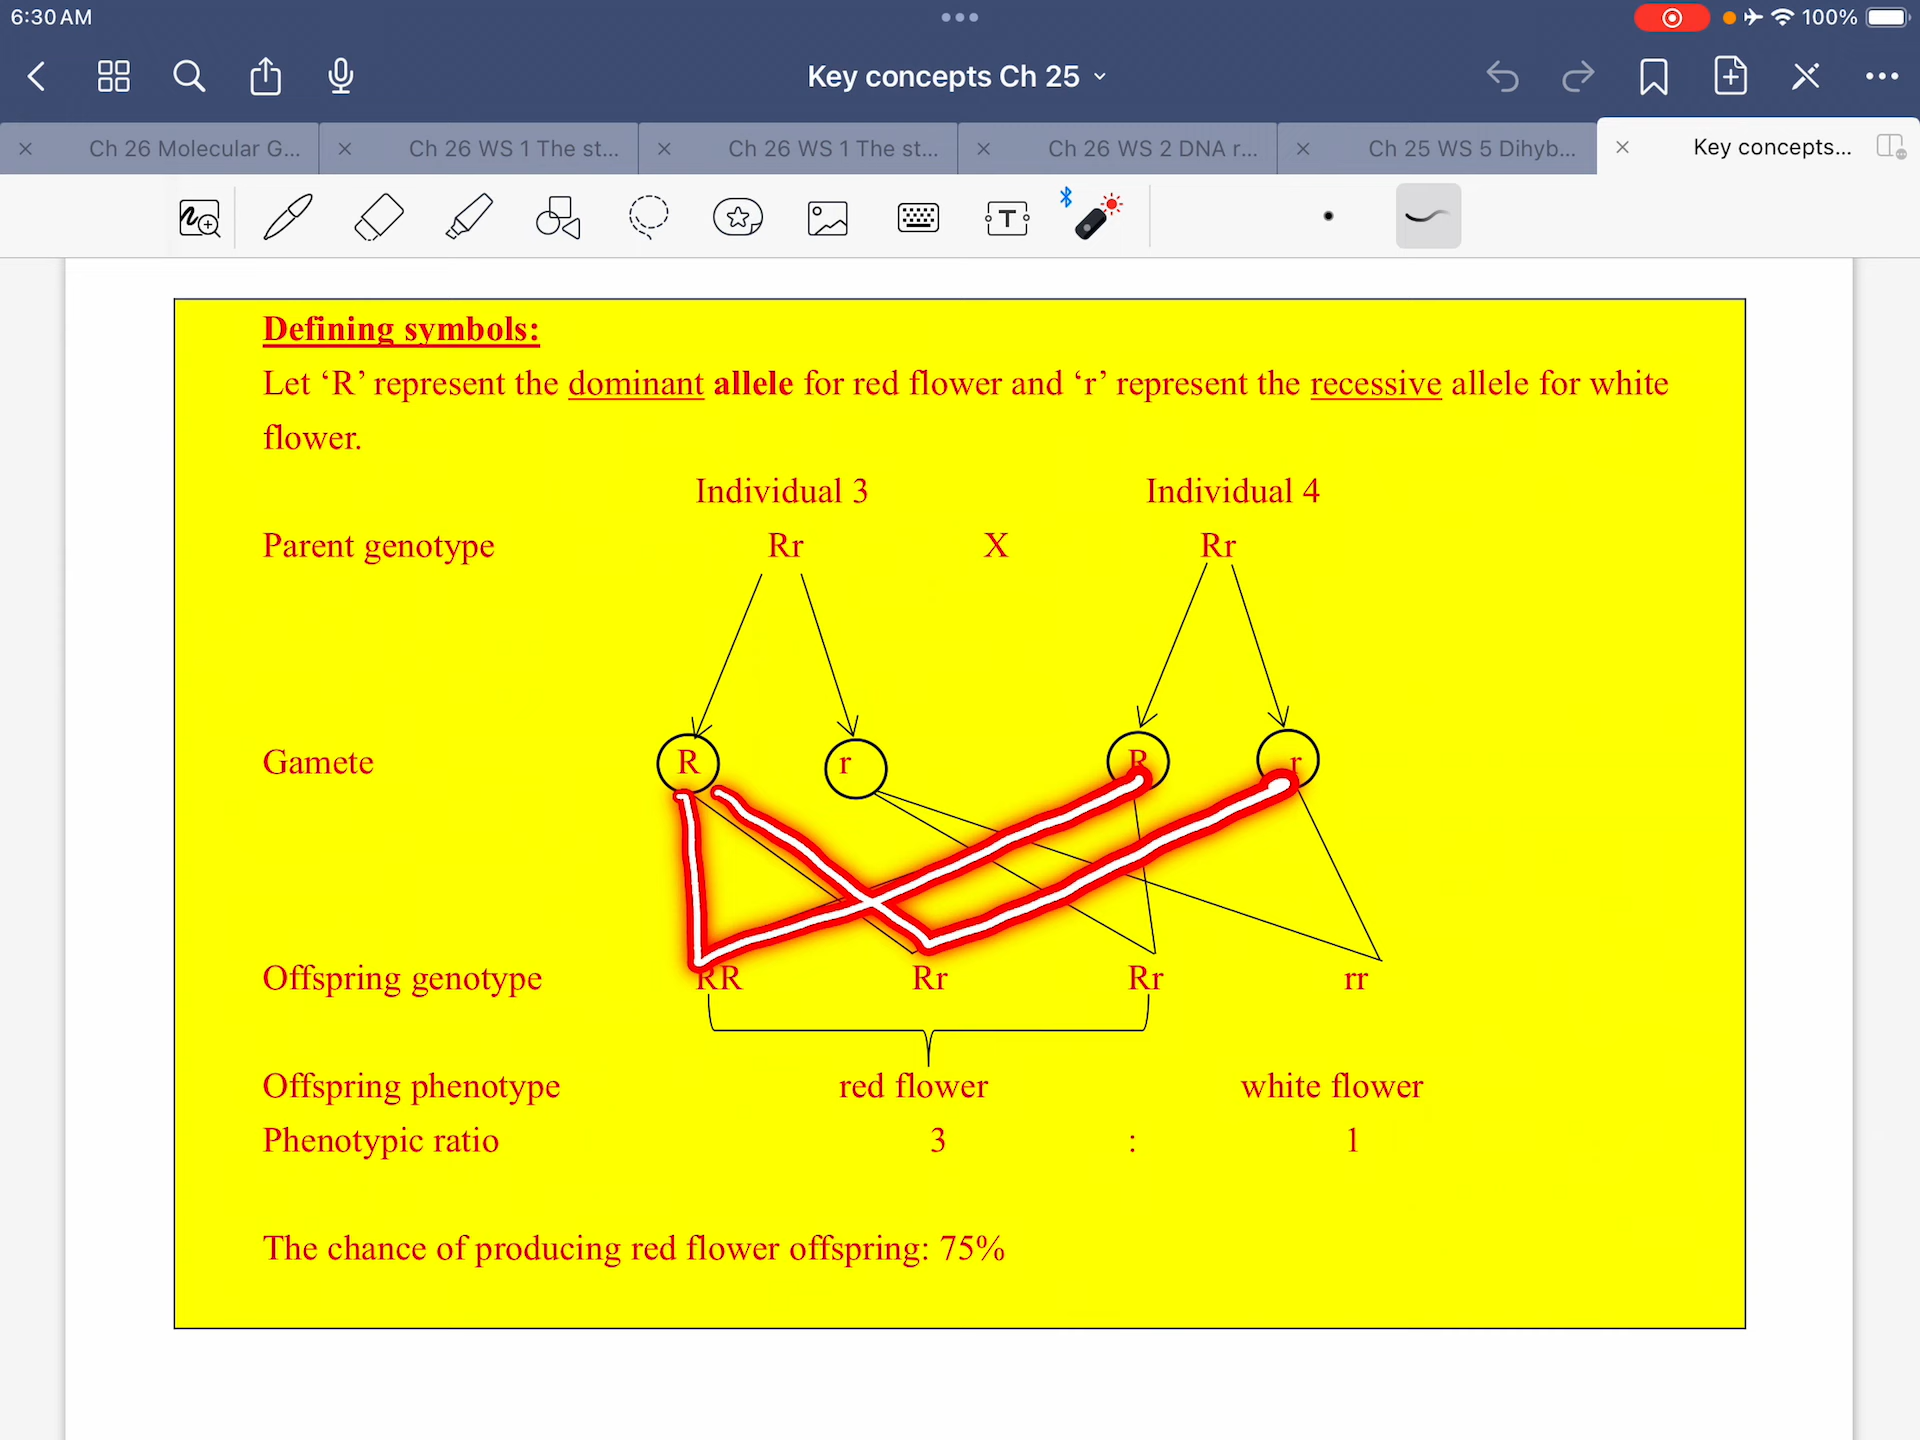 6:30 AM
100%
Key concepts Ch 25
Ch 26 Molecular G...
Ch 26 WS 1 The st...
Ch 26 WS 1 The st...
Ch 26 WS 2 DNA r...
Ch 25 WS 5 Dihyb...
Key concepts...
T
Defining symbols:
Let ‘R’ represent the dominant allele for red flower and ‘r’ represent the recessive allele for white
flower.
Individual 3 Individual 4
Parent genotype Rr X Rr
Gamete R r R r
Offspring genotype RR Rr Rr rr
Offspring phenotype red flower white flower
Phenotypic ratio 3 : 1
The chance of producing red flower offspring: 75%